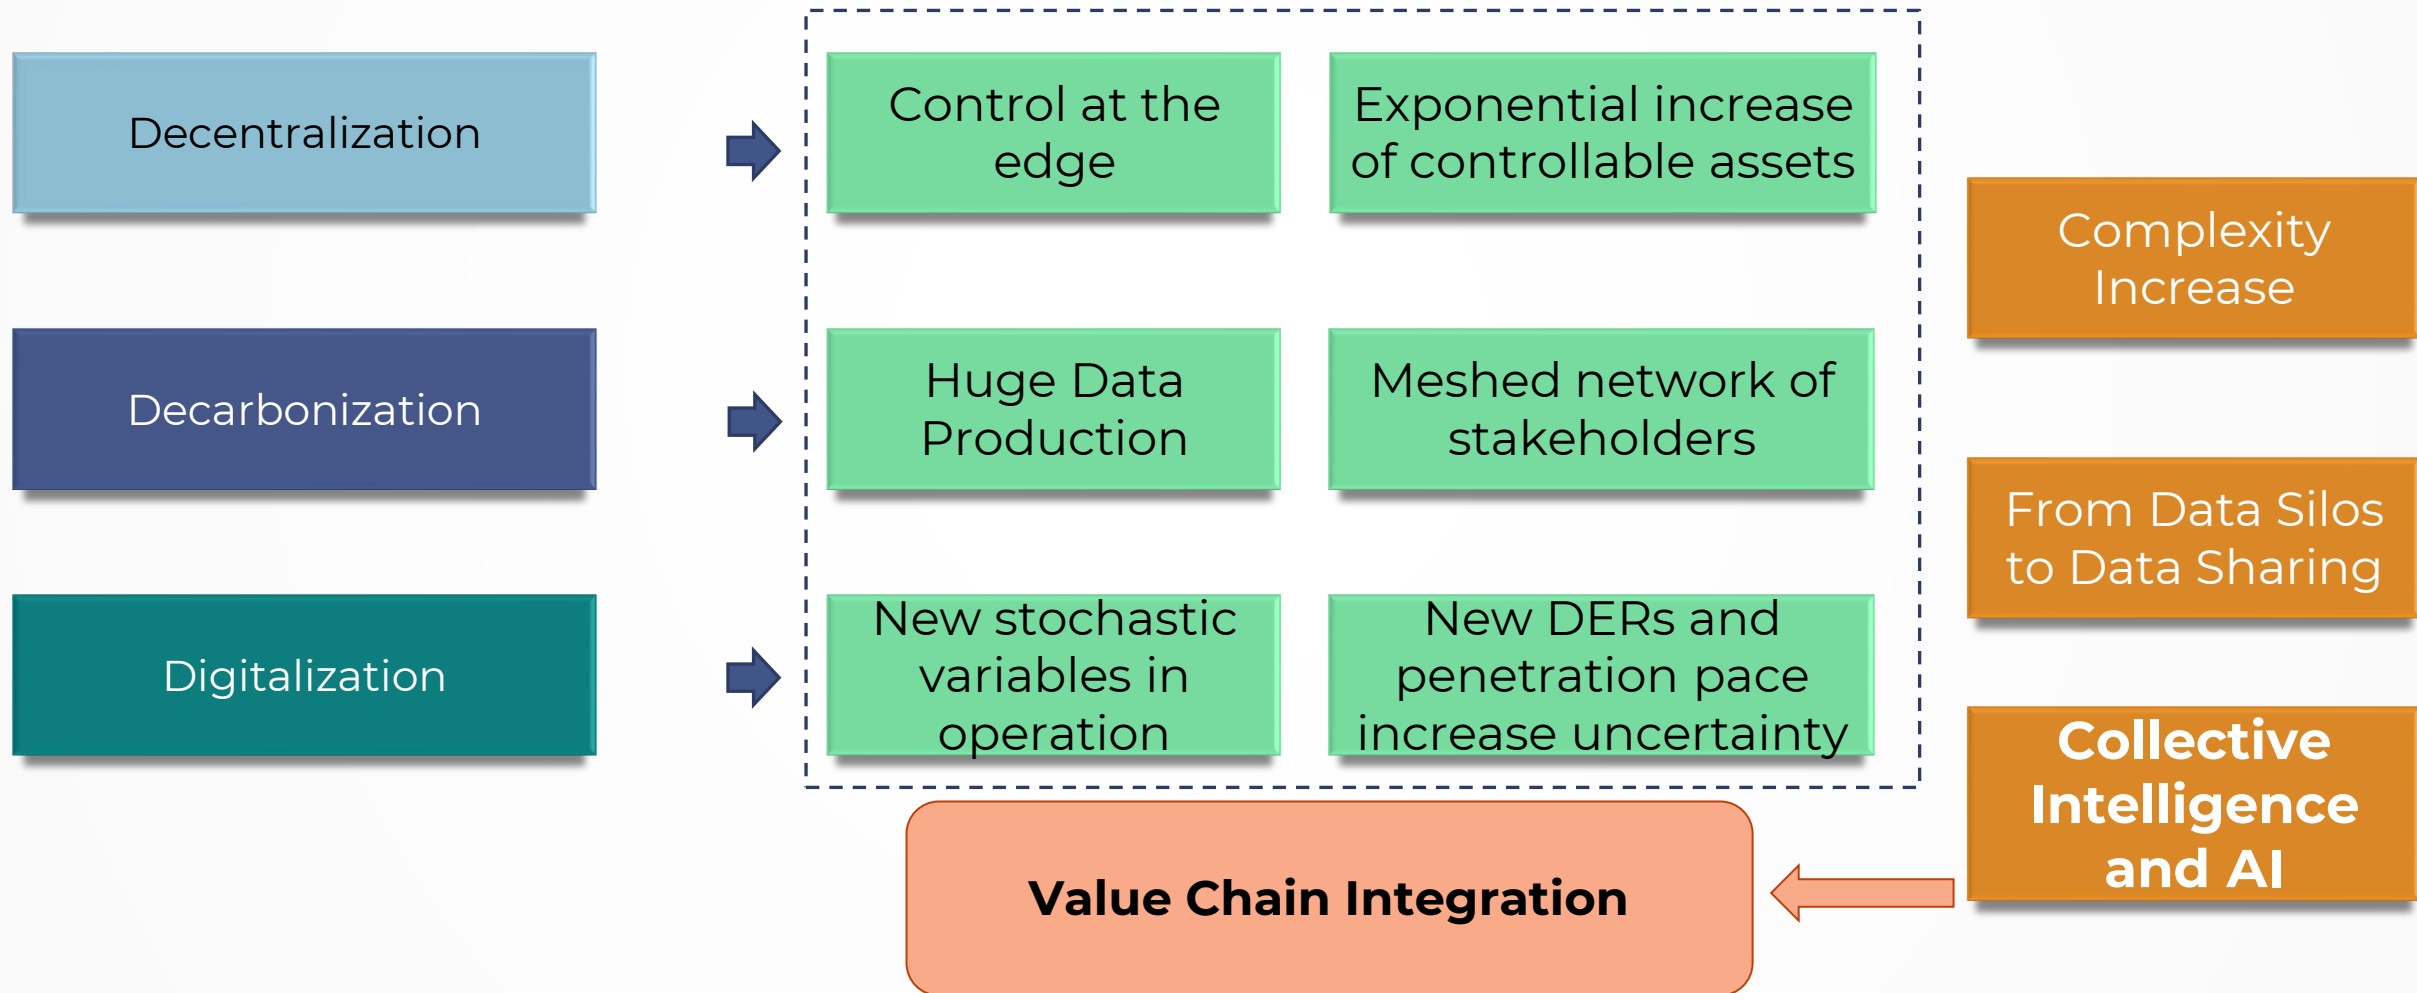 Decentralization
Control at the
edge
Exponential increase
of controllable assets
Complexity
Increase
Decarbonization
Huge Data
Production
Meshed network of
stakeholders
From Data Silos
to Data Sharing
Digitalization
New stochastic
variables in
operation
New DERs and
penetration pace
increase uncertainty
Collective
Intelligence
and AI
Value Chain Integration